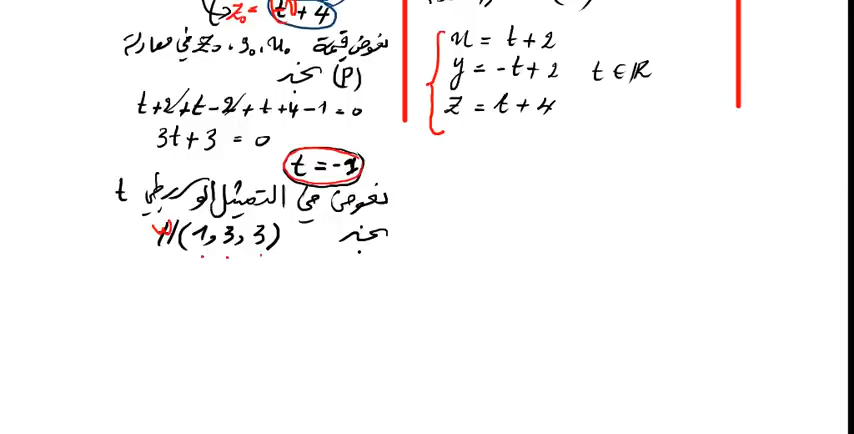 z₀ = t + 4
نعوض قيمة x₀ ، y₀ ، z₀ في معادلة
(P) نجد
t+2+t-2+t+4-1=0
3t+3 = 0
t = -1
نعوض في التمثيل الوسيطي t
نجد H(1, 3, 3)
x = t+2
y = -t+2 t ∈ ℝ
z = t+4